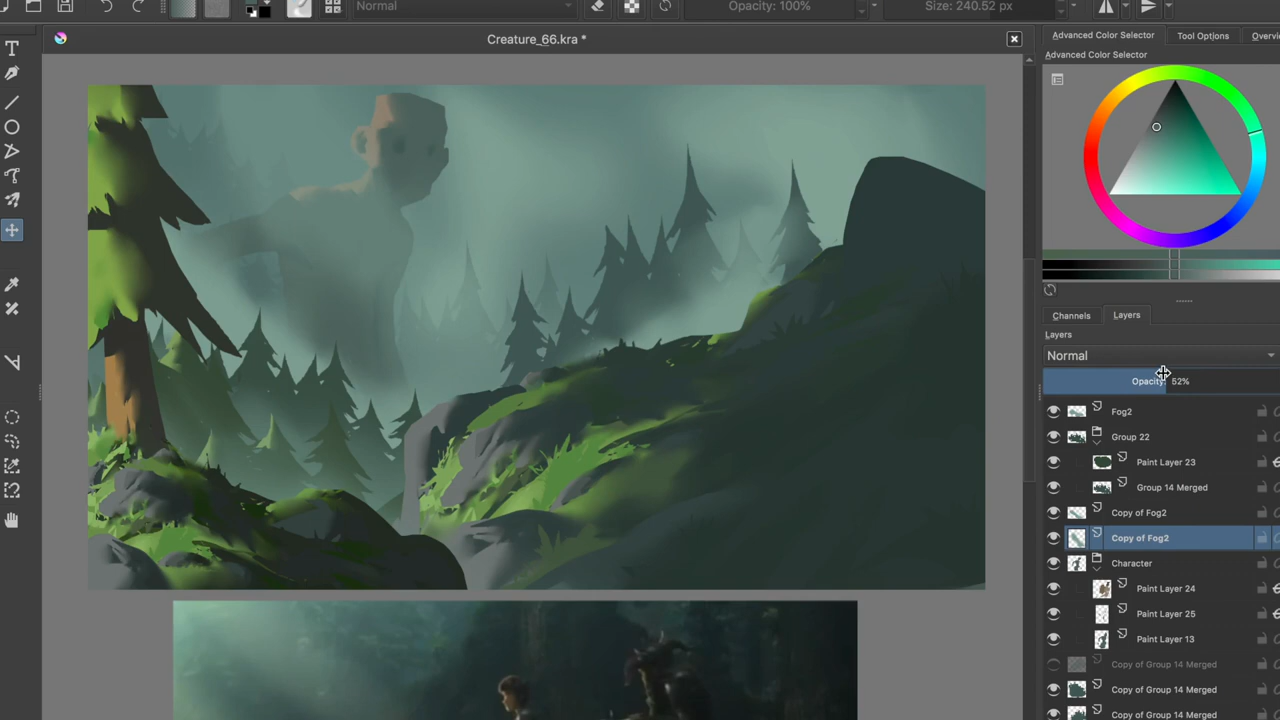 Normal
Opacity: 100%
Size: 240.52 px
Creature_66.kra *
Advanced Color Selector
Tool Options
Overvi
Advanced Color Selector
Channels
Layers
Layers
Normal
Opacity: 52%
Fog2
Group 22
Paint Layer 23
Group 14 Merged
Copy of Fog2
Copy of Fog2
Character
Paint Layer 24
Paint Layer 25
Paint Layer 13
Copy of Group 14 Merged
Copy of Group 14 Merged
Copy of Group 14 Merged